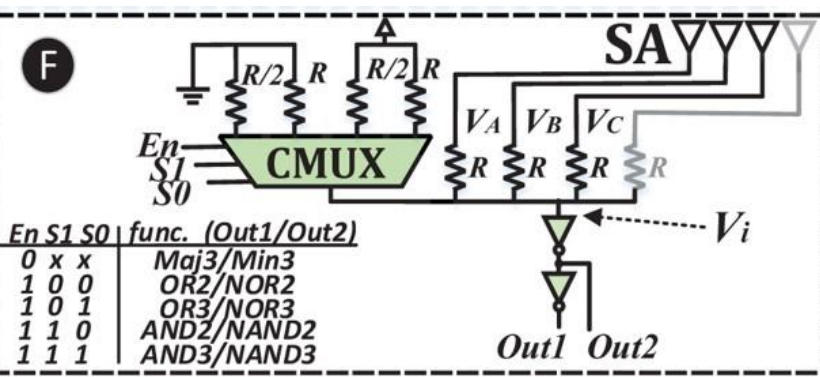 F
R/2 R R/2 R
SA
VA VB VC
En
S1
S0
CMUX
R R R R
Vi
En S1 S0 func. (Out1/Out2)
0 x x Maj3/Min3
1 0 0 OR2/NOR2
1 0 1 OR3/NOR3
1 1 0 AND2/NAND2
1 1 1 AND3/NAND3
Out1 Out2